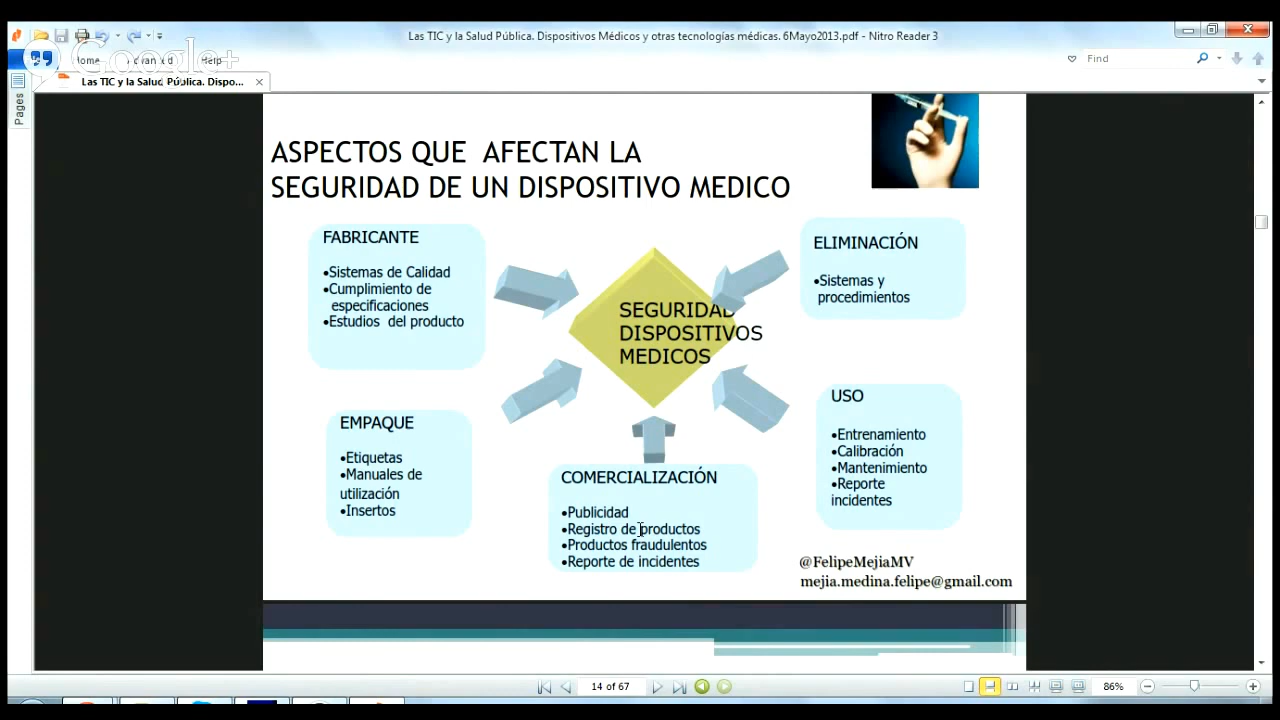 Las TIC y la Salud Pública. Dispositivos Médicos y otras tecnologías médicas. 6Mayo2013.pdf - Nitro Reader 3
Google+
Home
Advanced
Help
Find
Las TIC y la Salud Pública. Dispo...
Pages
ASPECTOS QUE AFECTAN LA
SEGURIDAD DE UN DISPOSITIVO MEDICO
FABRICANTE
•Sistemas de Calidad
•Cumplimiento de
especificaciones
•Estudios del producto
ELIMINACIÓN
•Sistemas y
procedimientos
SEGURIDAD
DISPOSITIVOS
MEDICOS
EMPAQUE
•Etiquetas
•Manuales de
utilización
•Insertos
COMERCIALIZACIÓN
•Publicidad
•Registro de productos
•Productos fraudulentos
•Reporte de incidentes
USO
•Entrenamiento
•Calibración
•Mantenimiento
•Reporte
incidentes
@FelipeMejiaMV
mejia.medina.felipe@gmail.com
14 of 67
86%